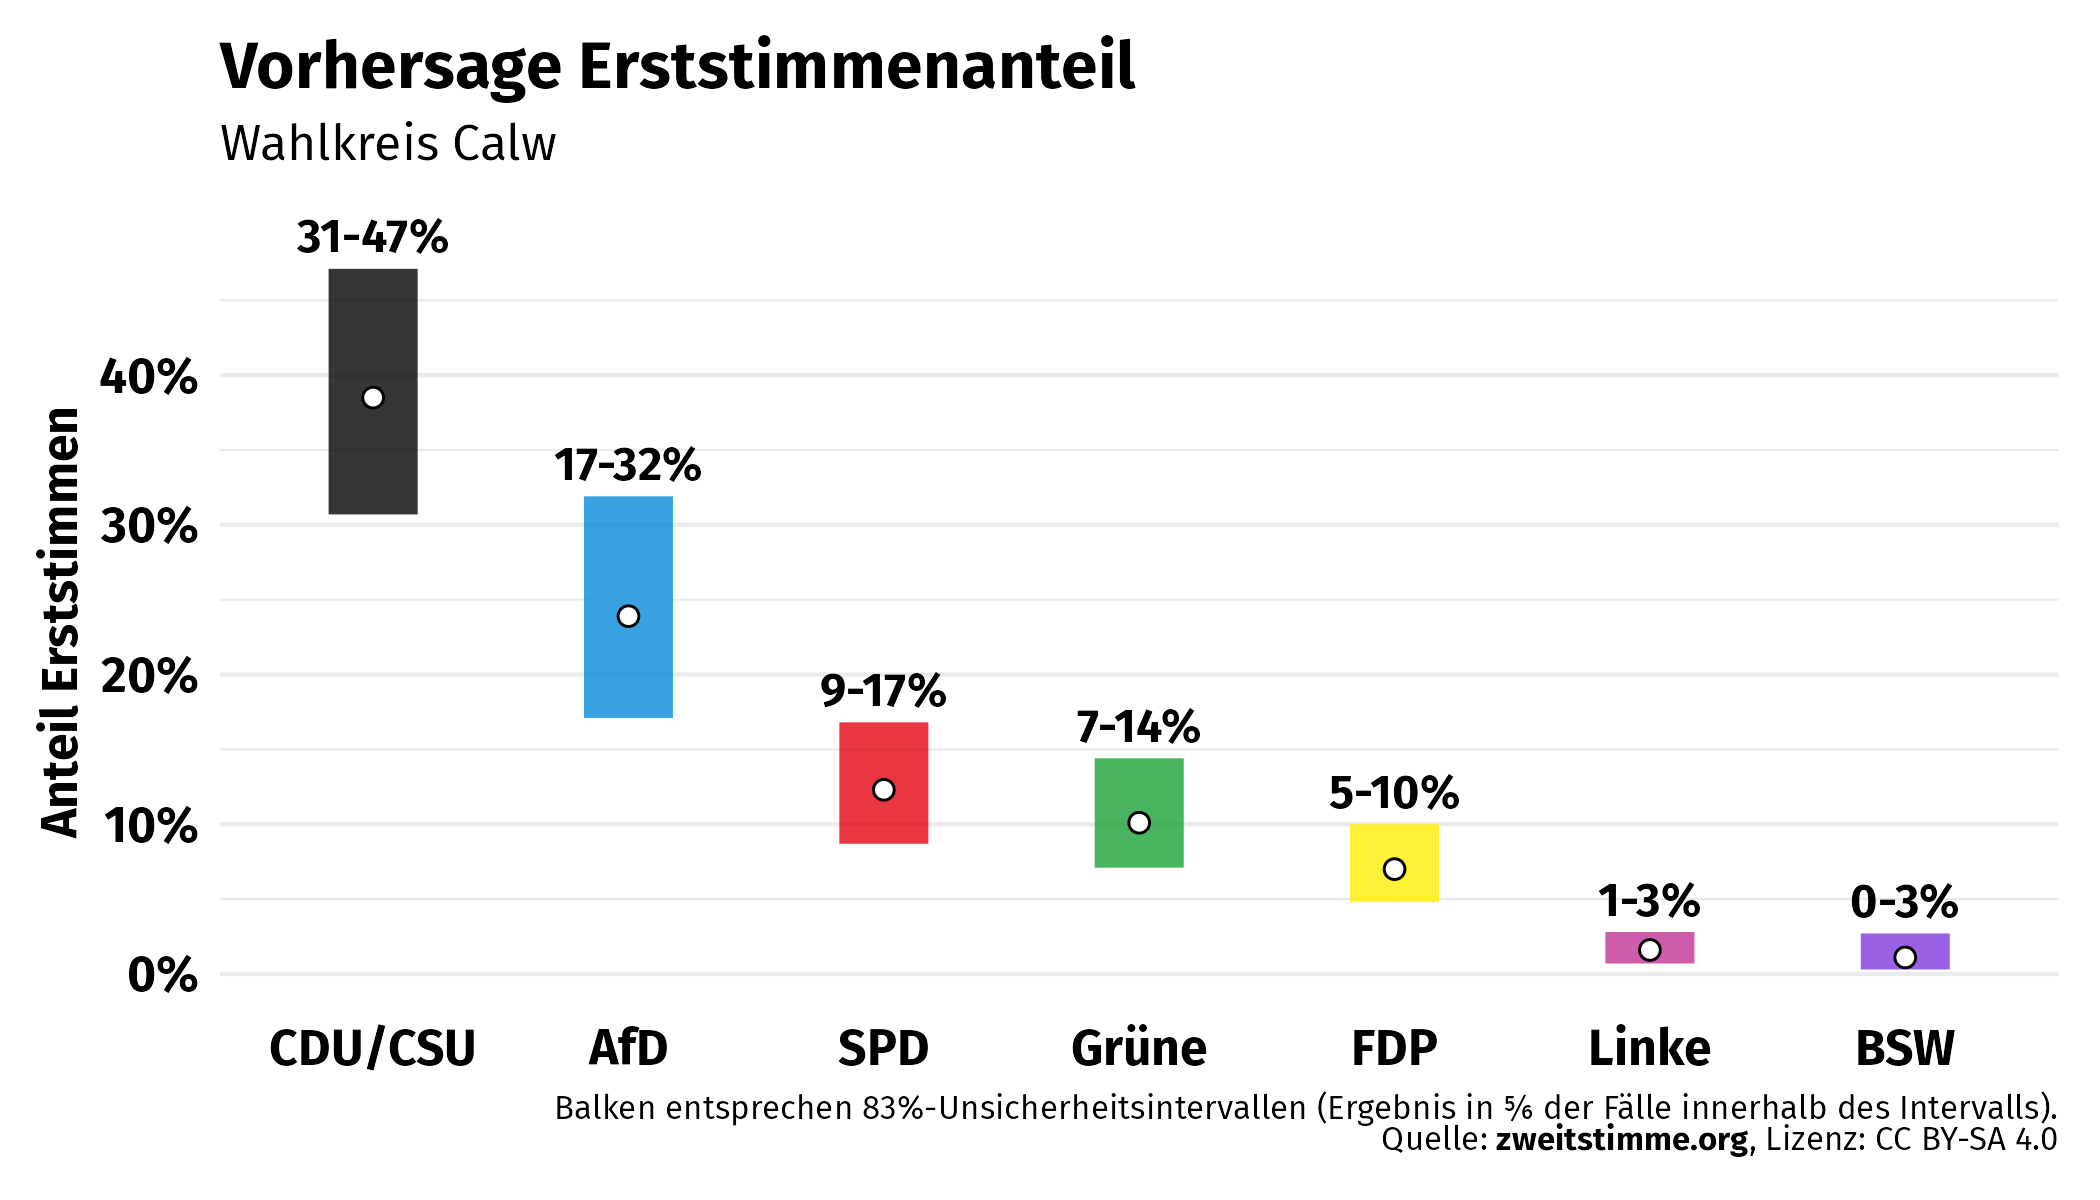 Vorhersage Erststimmenanteil
Wahlkreis Calw
Anteil Erststimmen
40%
30%
20%
10%
0%
31-47%
17-32%
9-17%
7-14%
5-10%
1-3%
0-3%
CDU/CSU AfD SPD Grüne FDP Linke BSW
Balken entsprechen 83%-Unsicherheitsintervallen (Ergebnis in ⅚ der Fälle innerhalb des Intervalls).
Quelle: zweitstimme.org, Lizenz: CC BY-SA 4.0